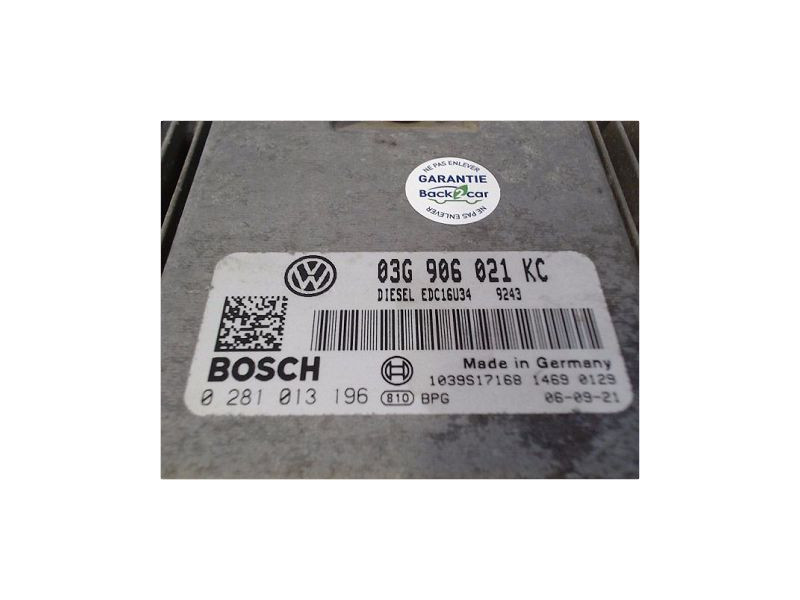 NE PAS ENLEVER
GARANTIE
Back2car
NE PAS ENLEVER
03G 906 021 KC
DIESEL EDC16U34 9243
BOSCH
Made in Germany
1039S17168 1469 0129
0 281 013 196 810 BPG 06-09-21